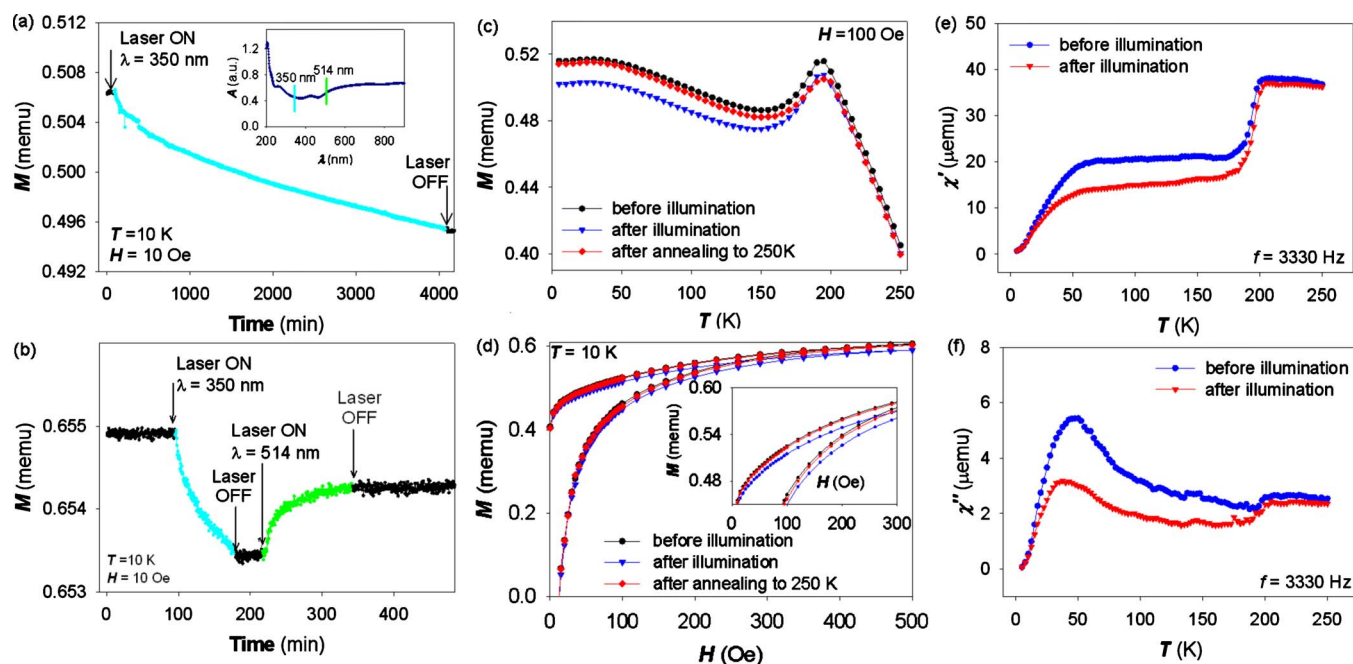 (a)
0.512
0.508
0.504
0.500
0.496
0.492
M (memu)
Laser ON
λ = 350 nm
A (a.u.)
1.2
0.8
0.4
0.0
350 nm
514 nm
200
400
600
800
λ (nm)
Laser
OFF
T = 10 K
H = 10 Oe
0
1000
2000
3000
4000
Time (min)
(b)
0.655
0.654
0.653
M (memu)
Laser ON
λ = 350 nm
Laser
OFF
Laser ON
λ = 514 nm
Laser
OFF
T = 10 K
H = 10 Oe
0
100
200
300
400
Time (min)
(c)
H = 100 Oe
0.52
0.48
0.44
0.40
M (memu)
before illumination
after illumination
after annealing to 250K
0
50
100
150
200
250
T (K)
(d)
T = 10 K
0.6
0.4
0.2
0.0
M (memu)
0.60
0.56
0.52
0.48
M (memu)
H (Oe)
0
100
200
300
before illumination
after illumination
after annealing to 250 K
0
100
200
300
400
500
H (Oe)
(e)
50
40
30
20
10
0
χ' (μemu)
before illumination
after illumination
f = 3330 Hz
0
50
100
150
200
250
T (K)
(f)
8
6
4
2
0
χ" (μemu)
before illumination
after illumination
f = 3330 Hz
0
50
100
150
200
250
T (K)